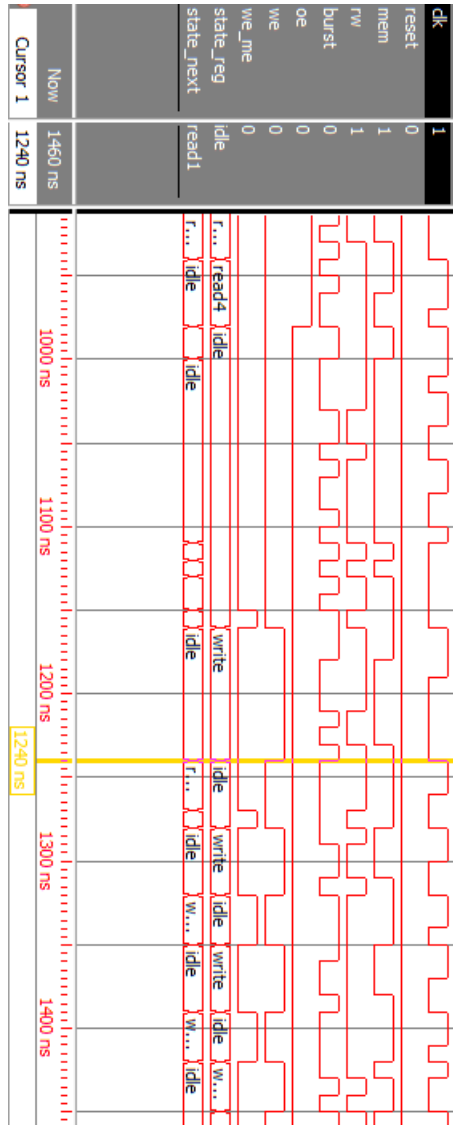 clk 1
reset 0
mem 1
rw 1
burst 0
oe 0
we 0
we_me 0
state_reg idle r... read4 idle write idle write idle write idle w...
state_next read1 r... idle idle idle r... idle w... idle w... idle
Now 1460 ns 1000 ns 1100 ns 1200 ns 1300 ns 1400 ns
Cursor 1 1240 ns 1240 ns